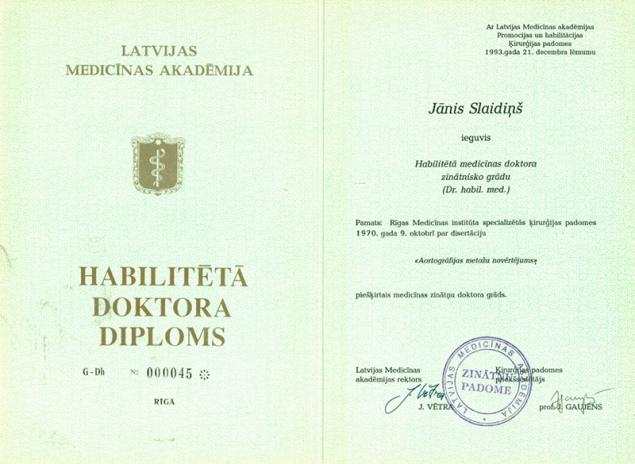 LATVIJAS
MEDICĪNAS AKADĒMIJA
HABILITĒTĀ
DOKTORA
DIPLOMS
G-Dh № 000045
RĪGA
Ar Latvijas Medicīnas akadēmijas
Promocijas un habilitācijas
Ķirurģijas padomes
1993.gada 21. decembra lēmumu
Jānis Slaidiņš
ieguvis
Habilitētā medicīnas doktora
zinātnisko grādu
(Dr. habil. med.)
Pamats: Rīgas Medicīnas institūta specializētās ķirurģijas padomes
1970. gada 9. oktobrī par disertāciju
«Aortogrāfijas metažu novērtējums»
piešķirtais medicīnas zinātņu doktora grāds.
Latvijas Medicīnas
akadēmijas rektors
J. VĒTRA
LATVIJAS MEDICĪNAS AKADĒMIJA
ZINĀTŅU
PADOME
Ķirurģijas padomes
priekšsēdētājs
prof. J. GAUJĒNS